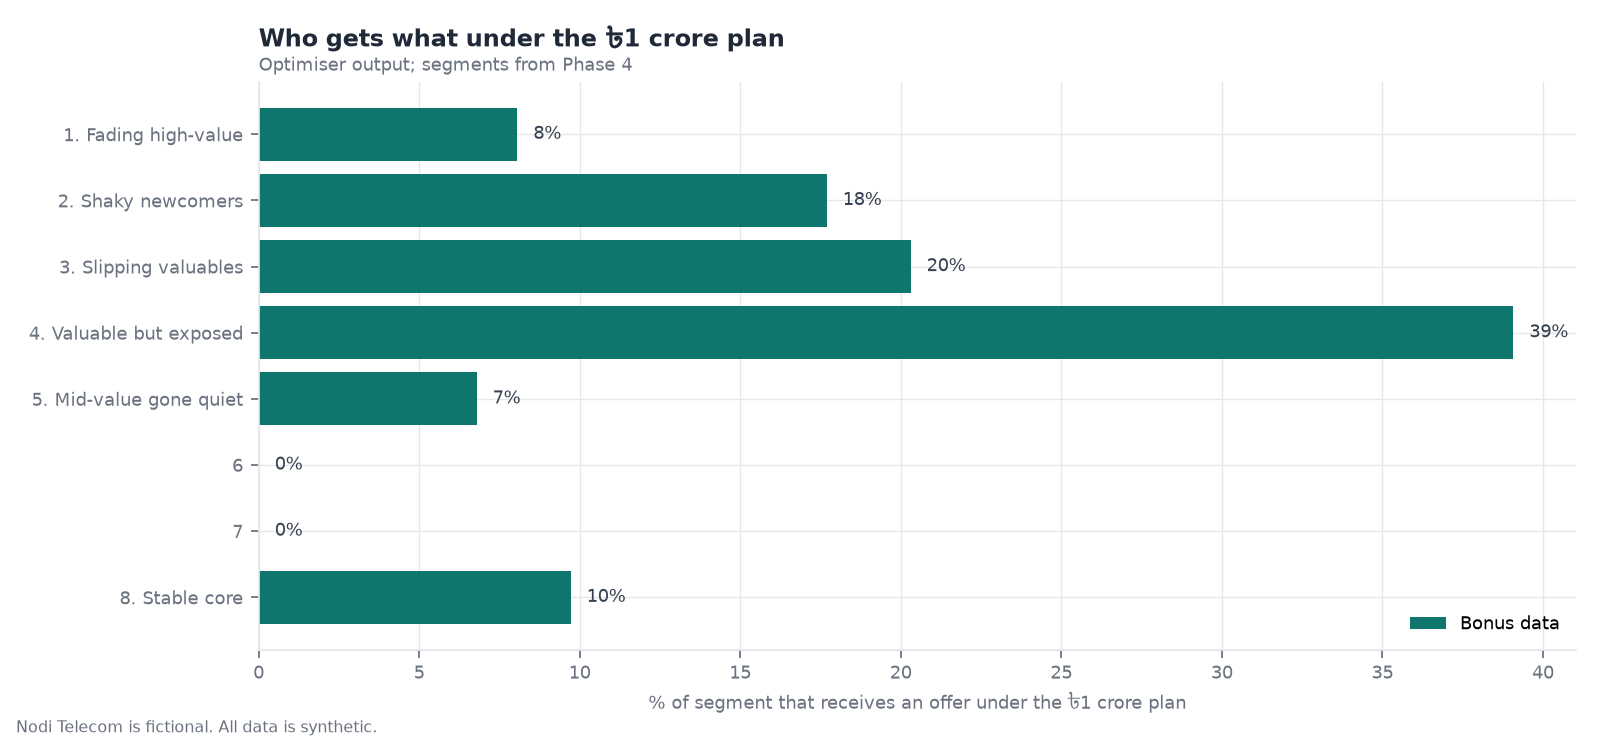 Who gets what under the ৳1 crore plan
Optimiser output; segments from Phase 4
1. Fading high-value
8%
2. Shaky newcomers
18%
3. Slipping valuables
20%
4. Valuable but exposed
39%
5. Mid-value gone quiet
7%
6
0%
7
0%
8. Stable core
10%
Bonus data
0 5 10 15 20 25 30 35 40
% of segment that receives an offer under the ৳1 crore plan
Nodi Telecom is fictional. All data is synthetic.